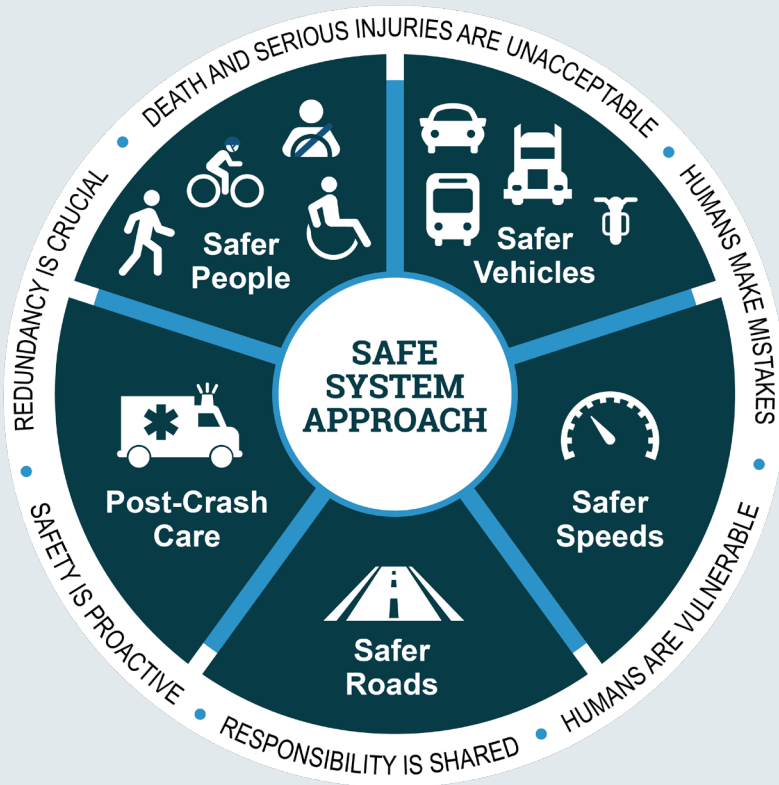 DEATH AND SERIOUS INJURIES ARE UNACCEPTABLE
HUMANS MAKE MISTAKES
HUMANS ARE VULNERABLE
RESPONSIBILITY IS SHARED
SAFETY IS PROACTIVE
REDUNDANCY IS CRUCIAL
SAFE
SYSTEM
APPROACH
Safer
People
Safer
Vehicles
Safer
Speeds
Safer
Roads
Post-Crash
Care